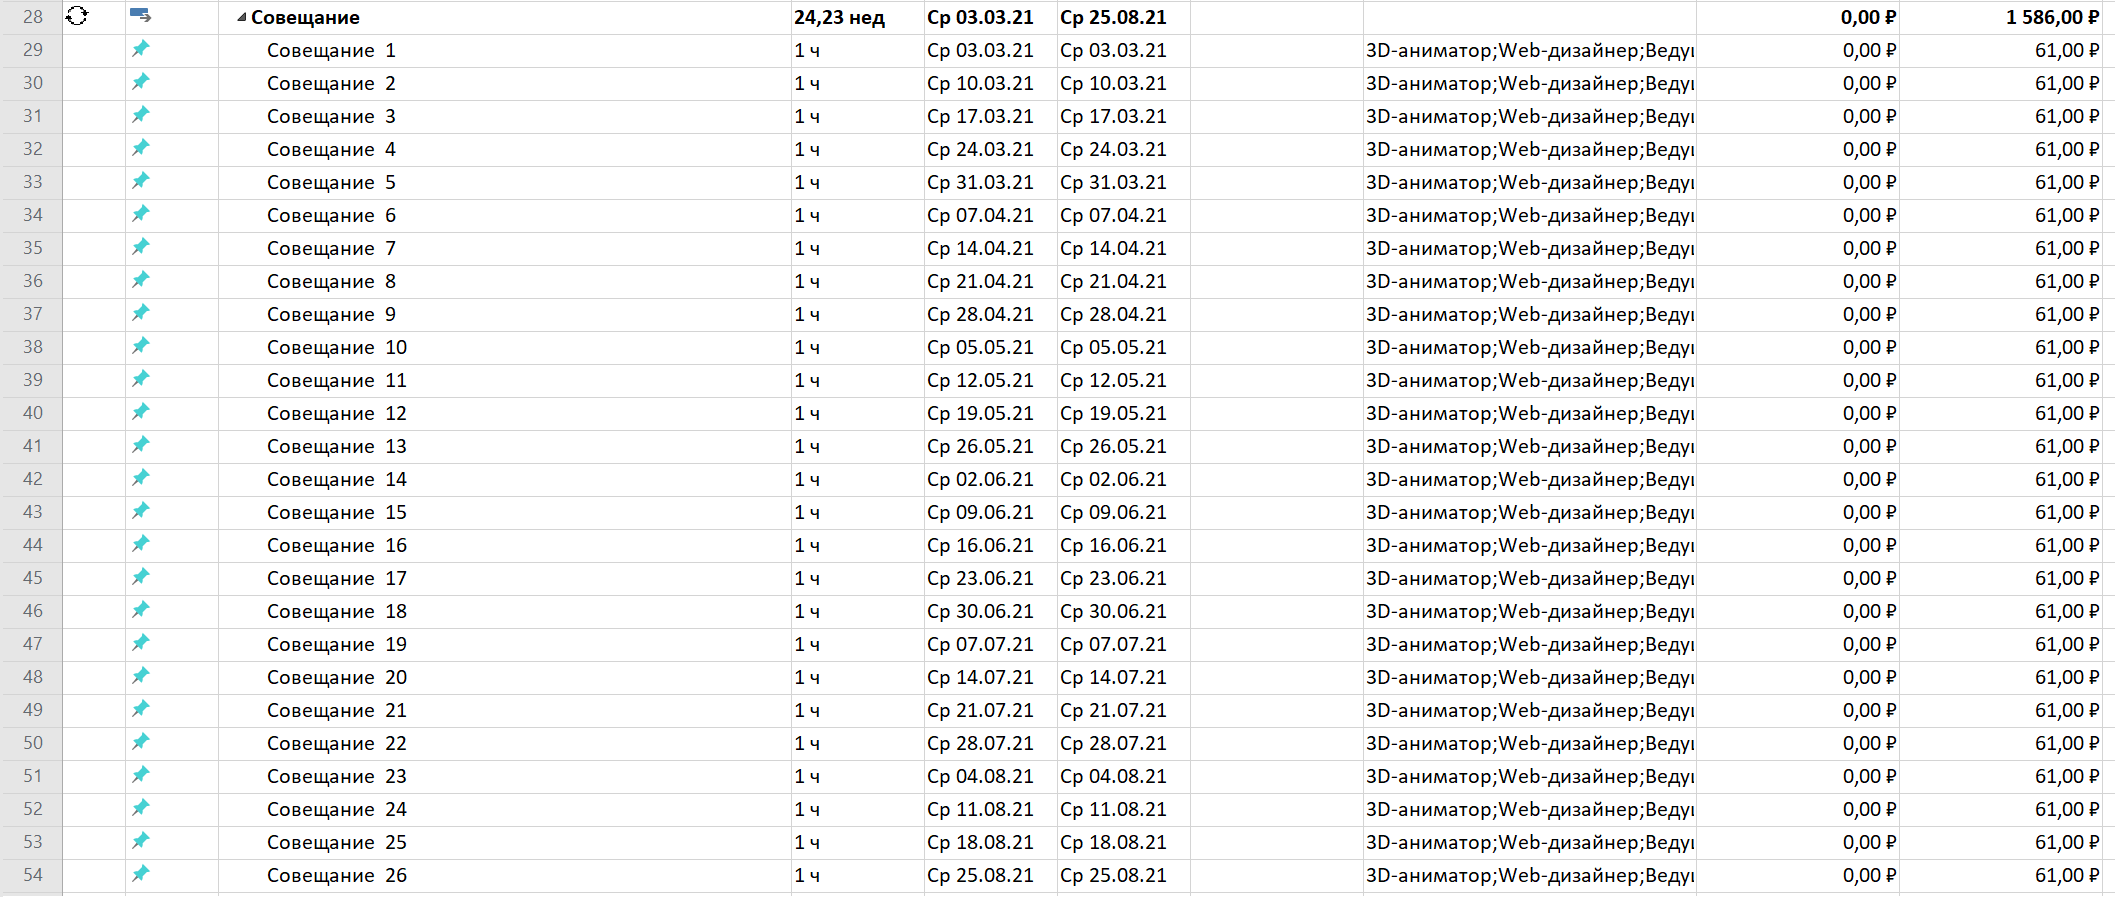 28 Совещание 24,23 нед Ср 03.03.21 Ср 25.08.21 0,00 ₽ 1 586,00 ₽
29 Совещание 1 1 ч Ср 03.03.21 Ср 03.03.21 3D-аниматор;Web-дизайнер;Ведущ 0,00 ₽ 61,00 ₽
30 Совещание 2 1 ч Ср 10.03.21 Ср 10.03.21 3D-аниматор;Web-дизайнер;Ведущ 0,00 ₽ 61,00 ₽
31 Совещание 3 1 ч Ср 17.03.21 Ср 17.03.21 3D-аниматор;Web-дизайнер;Ведущ 0,00 ₽ 61,00 ₽
32 Совещание 4 1 ч Ср 24.03.21 Ср 24.03.21 3D-аниматор;Web-дизайнер;Ведущ 0,00 ₽ 61,00 ₽
33 Совещание 5 1 ч Ср 31.03.21 Ср 31.03.21 3D-аниматор;Web-дизайнер;Ведущ 0,00 ₽ 61,00 ₽
34 Совещание 6 1 ч Ср 07.04.21 Ср 07.04.21 3D-аниматор;Web-дизайнер;Ведущ 0,00 ₽ 61,00 ₽
35 Совещание 7 1 ч Ср 14.04.21 Ср 14.04.21 3D-аниматор;Web-дизайнер;Ведущ 0,00 ₽ 61,00 ₽
36 Совещание 8 1 ч Ср 21.04.21 Ср 21.04.21 3D-аниматор;Web-дизайнер;Ведущ 0,00 ₽ 61,00 ₽
37 Совещание 9 1 ч Ср 28.04.21 Ср 28.04.21 3D-аниматор;Web-дизайнер;Ведущ 0,00 ₽ 61,00 ₽
38 Совещание 10 1 ч Ср 05.05.21 Ср 05.05.21 3D-аниматор;Web-дизайнер;Ведущ 0,00 ₽ 61,00 ₽
39 Совещание 11 1 ч Ср 12.05.21 Ср 12.05.21 3D-аниматор;Web-дизайнер;Ведущ 0,00 ₽ 61,00 ₽
40 Совещание 12 1 ч Ср 19.05.21 Ср 19.05.21 3D-аниматор;Web-дизайнер;Ведущ 0,00 ₽ 61,00 ₽
41 Совещание 13 1 ч Ср 26.05.21 Ср 26.05.21 3D-аниматор;Web-дизайнер;Ведущ 0,00 ₽ 61,00 ₽
42 Совещание 14 1 ч Ср 02.06.21 Ср 02.06.21 3D-аниматор;Web-дизайнер;Ведущ 0,00 ₽ 61,00 ₽
43 Совещание 15 1 ч Ср 09.06.21 Ср 09.06.21 3D-аниматор;Web-дизайнер;Ведущ 0,00 ₽ 61,00 ₽
44 Совещание 16 1 ч Ср 16.06.21 Ср 16.06.21 3D-аниматор;Web-дизайнер;Ведущ 0,00 ₽ 61,00 ₽
45 Совещание 17 1 ч Ср 23.06.21 Ср 23.06.21 3D-аниматор;Web-дизайнер;Ведущ 0,00 ₽ 61,00 ₽
46 Совещание 18 1 ч Ср 30.06.21 Ср 30.06.21 3D-аниматор;Web-дизайнер;Ведущ 0,00 ₽ 61,00 ₽
47 Совещание 19 1 ч Ср 07.07.21 Ср 07.07.21 3D-аниматор;Web-дизайнер;Ведущ 0,00 ₽ 61,00 ₽
48 Совещание 20 1 ч Ср 14.07.21 Ср 14.07.21 3D-аниматор;Web-дизайнер;Ведущ 0,00 ₽ 61,00 ₽
49 Совещание 21 1 ч Ср 21.07.21 Ср 21.07.21 3D-аниматор;Web-дизайнер;Ведущ 0,00 ₽ 61,00 ₽
50 Совещание 22 1 ч Ср 28.07.21 Ср 28.07.21 3D-аниматор;Web-дизайнер;Ведущ 0,00 ₽ 61,00 ₽
51 Совещание 23 1 ч Ср 04.08.21 Ср 04.08.21 3D-аниматор;Web-дизайнер;Ведущ 0,00 ₽ 61,00 ₽
52 Совещание 24 1 ч Ср 11.08.21 Ср 11.08.21 3D-аниматор;Web-дизайнер;Ведущ 0,00 ₽ 61,00 ₽
53 Совещание 25 1 ч Ср 18.08.21 Ср 18.08.21 3D-аниматор;Web-дизайнер;Ведущ 0,00 ₽ 61,00 ₽
54 Совещание 26 1 ч Ср 25.08.21 Ср 25.08.21 3D-аниматор;Web-дизайнер;Ведущ 0,00 ₽ 61,00 ₽